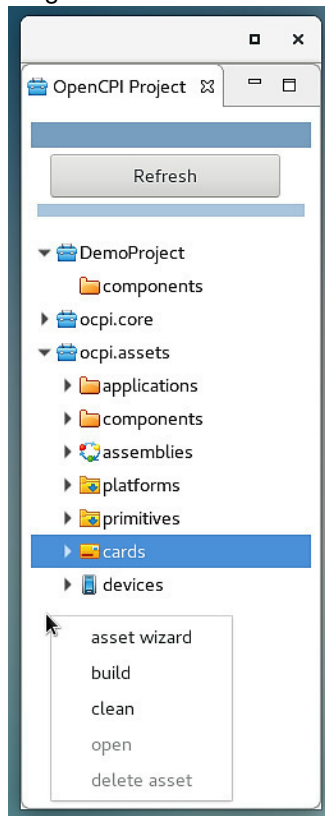 OpenCPI Project
Refresh
DemoProject
components
ocpi.core
ocpi.assets
applications
components
assemblies
platforms
primitives
cards
devices
asset wizard
build
clean
open
delete asset